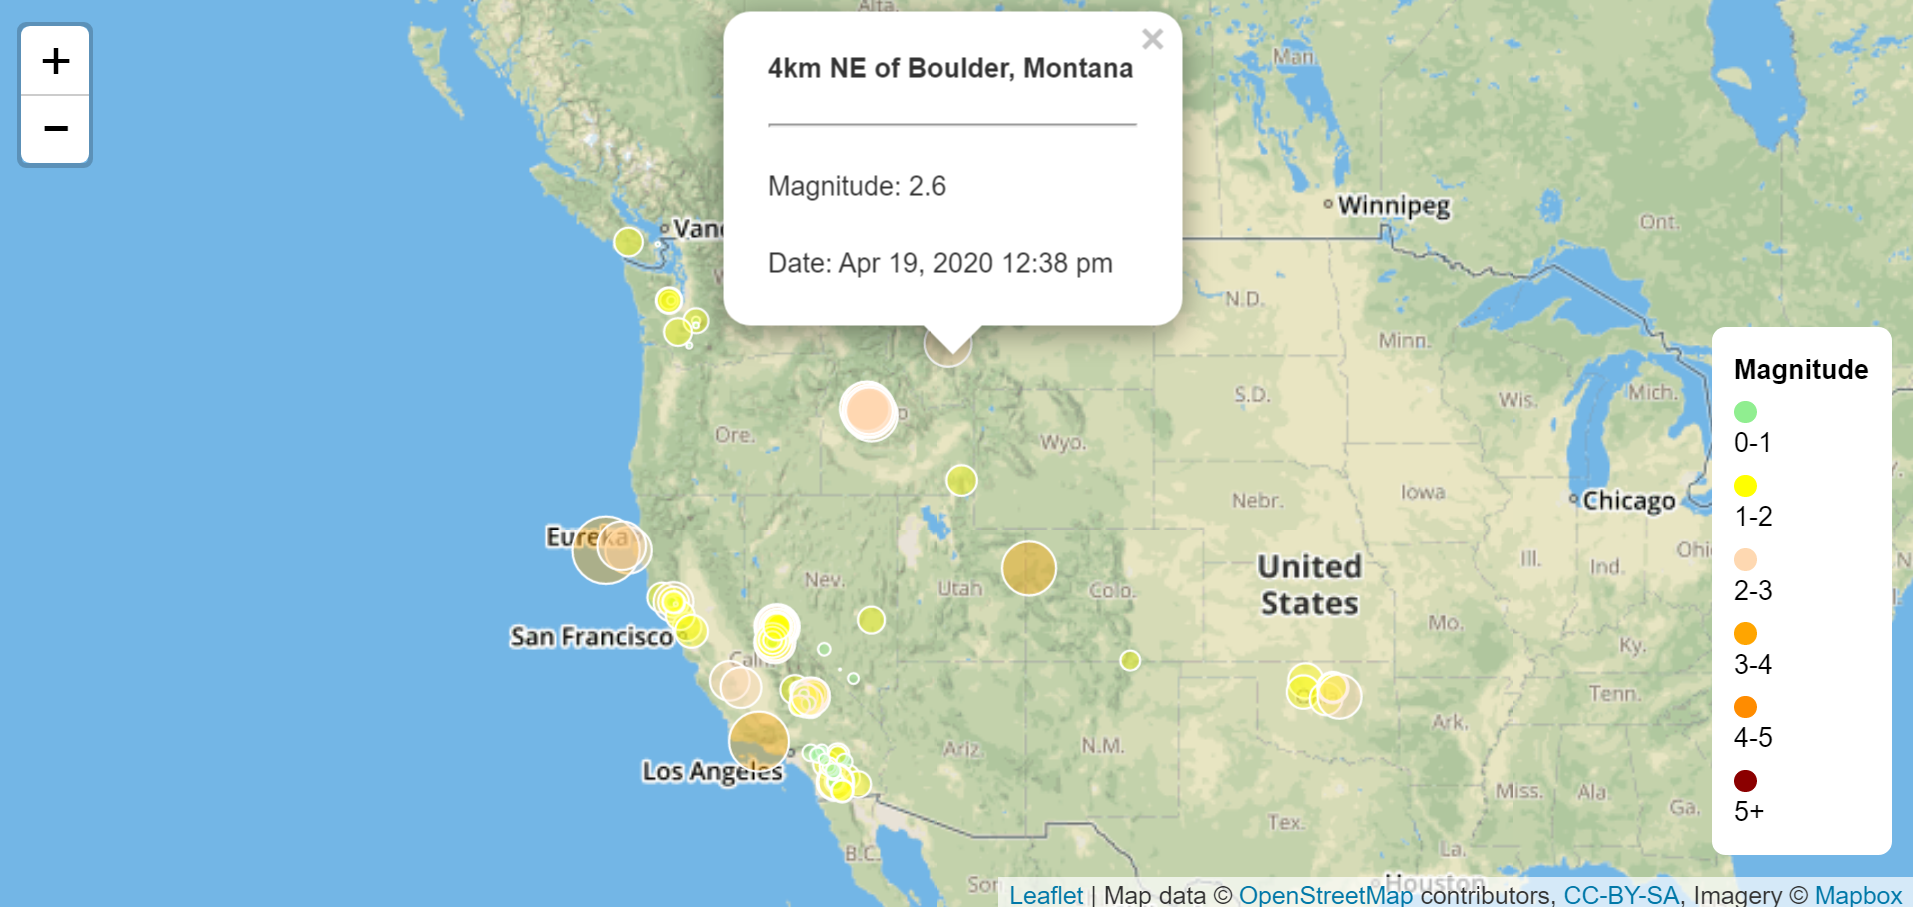 +
−
Alta.
×
4km NE of Boulder, Montana
Magnitude: 2.6
Date: Apr 19, 2020 12:38 pm
Man.
Winnipeg
Ont.
Vanc
N.D.
Minn.
S.D.
Wis.
Mich.
Ore.
Wyo.
Nebr.
Iowa
Chicago
Eureka
Nev.
Utah
Colo.
United
States
Ill.
Ind.
Ohi
San Francisco
Mo.
Ky.
Cal
Tenn.
Ariz.
N.M.
Ark.
Los Angeles
Miss.
Ala.
Ga.
Tex.
B.C.
La.
Son
Houston
Magnitude
0-1
1-2
2-3
3-4
4-5
5+
Leaflet | Map data © OpenStreetMap contributors, CC-BY-SA, Imagery © Mapbox